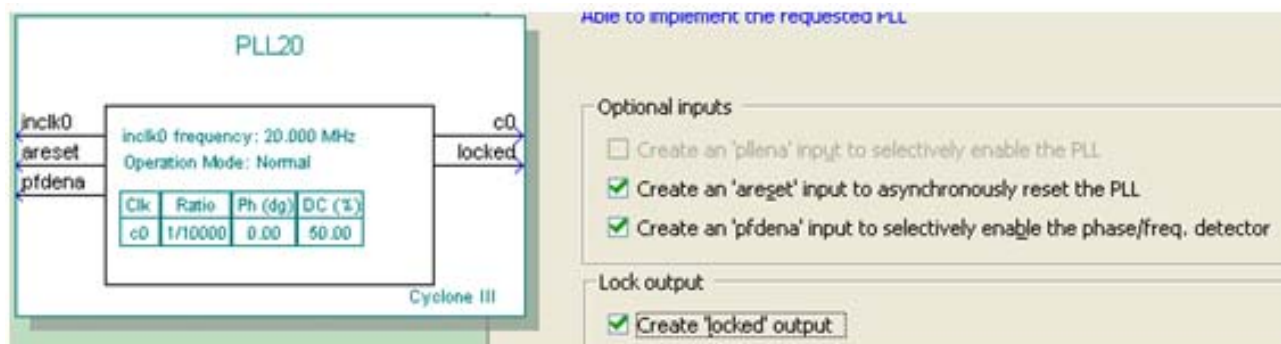 PLL20
inclk0
areset
pfdena
inclk0 frequency: 20.000 MHz
Operation Mode: Normal
Clk Ratio Ph (dg) DC (%)
c0 1/10000 0.00 50.00
c0
locked
Cyclone III
Able to implement the requested PLL
Optional inputs
Create an 'pllena' input to selectively enable the PLL
Create an 'areset' input to asynchronously reset the PLL
Create an 'pfdena' input to selectively enable the phase/freq. detector
Lock output
Create 'locked' output